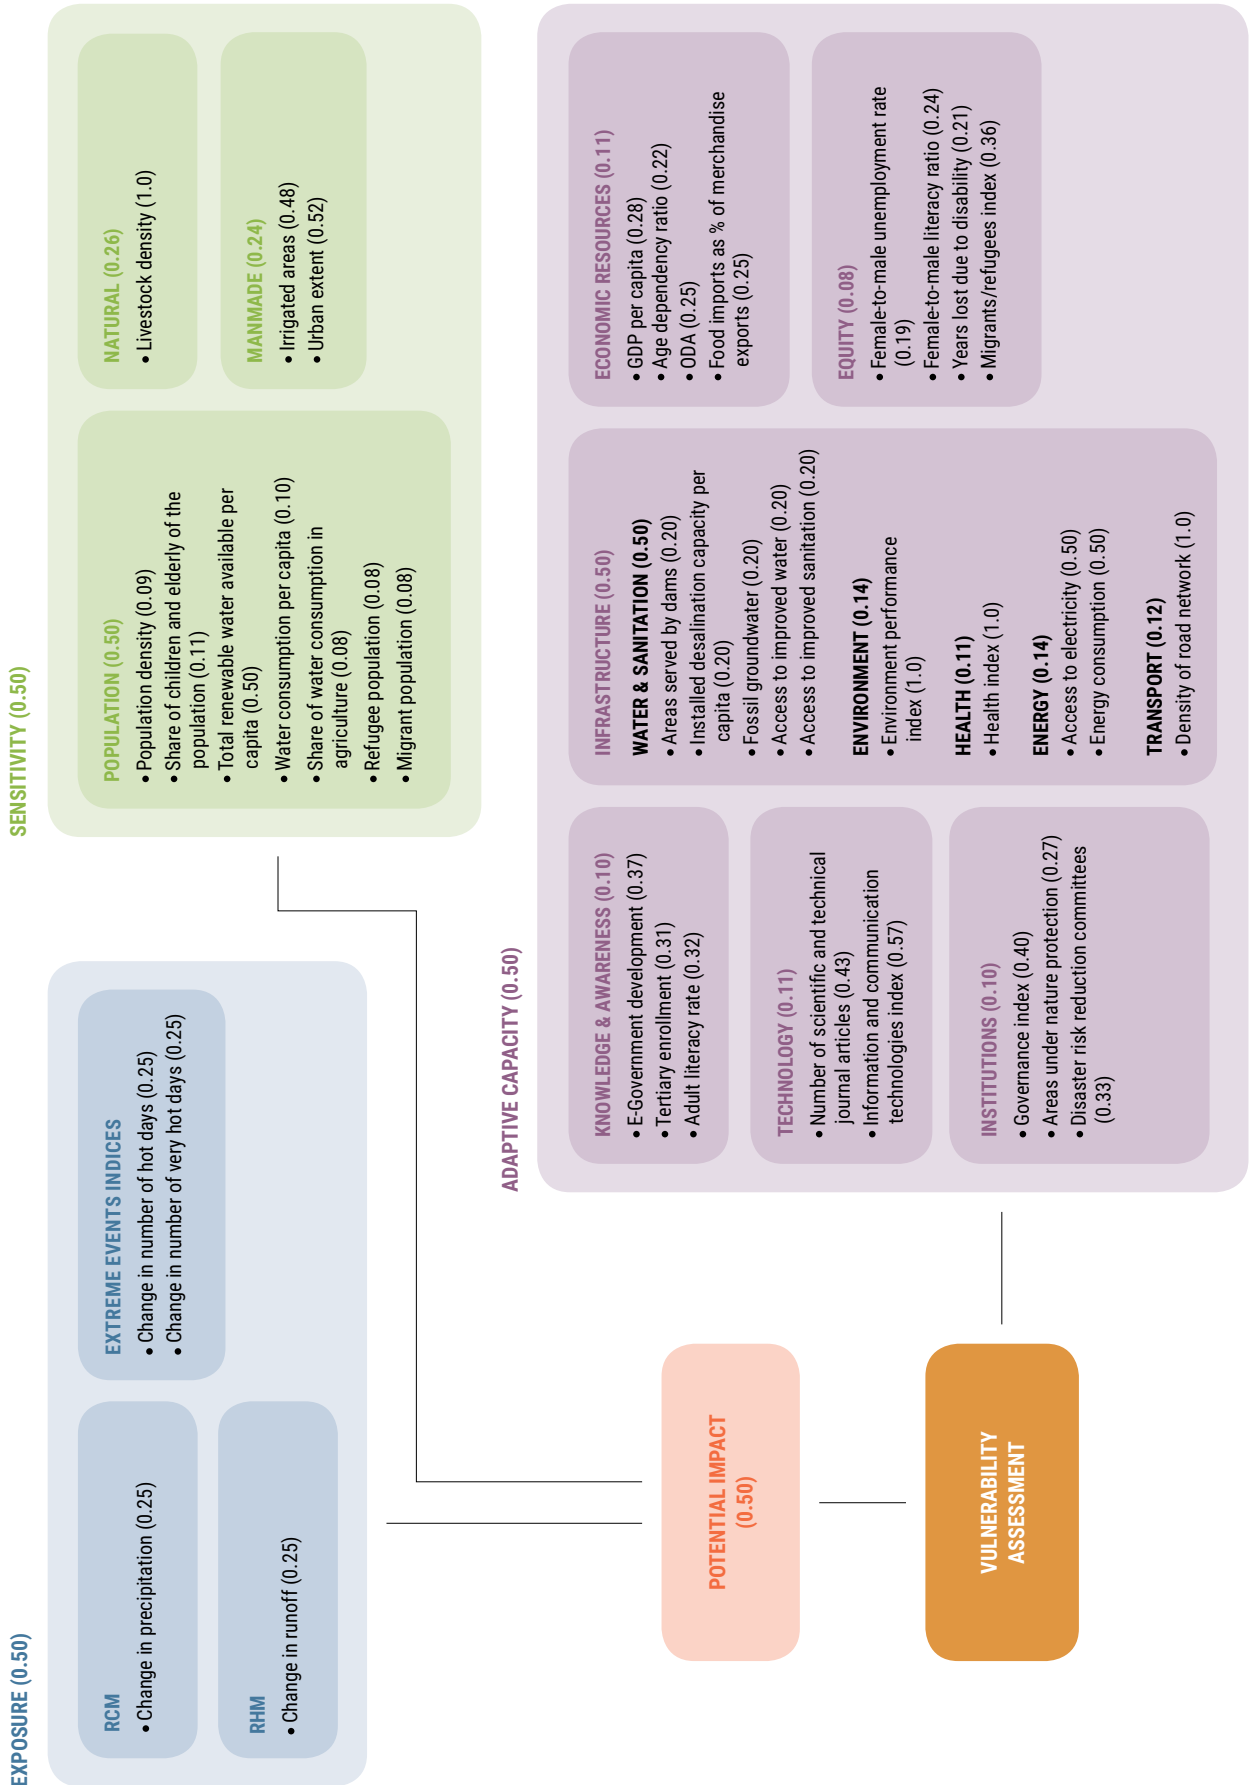 EXPOSURE (0.50)
RCM
• Change in precipitation (0.25)
RHM
• Change in runoff (0.25)
EXTREME EVENTS INDICES
• Change in number of hot days (0.25)
• Change in number of very hot days (0.25)
SENSITIVITY (0.50)
POPULATION (0.50)
• Population density (0.09)
• Share of children and elderly of the
population (0.11)
• Total renewable water available per
capita (0.50)
• Water consumption per capita (0.10)
• Share of water consumption in
agriculture (0.08)
• Refugee population (0.08)
• Migrant population (0.08)
NATURAL (0.26)
• Livestock density (1.0)
MANMADE (0.24)
• Irrigated areas (0.48)
• Urban extent (0.52)
ADAPTIVE CAPACITY (0.50)
KNOWLEDGE & AWARENESS (0.10)
• E-Government development (0.37)
• Tertiary enrollment (0.31)
• Adult literacy rate (0.32)
TECHNOLOGY (0.11)
• Number of scientific and technical
journal articles (0.43)
• Information and communication
technologies index (0.57)
INSTITUTIONS (0.10)
• Governance index (0.40)
• Areas under nature protection (0.27)
• Disaster risk reduction committees
(0.33)
INFRASTRUCTURE (0.50)
WATER & SANITATION (0.50)
• Areas served by dams (0.20)
• Installed desalination capacity per
capita (0.20)
• Fossil groundwater (0.20)
• Access to improved water (0.20)
• Access to improved sanitation (0.20)
ENVIRONMENT (0.14)
• Environment performance
index (1.0)
HEALTH (0.11)
• Health index (1.0)
ENERGY (0.14)
• Access to electricity (0.50)
• Energy consumption (0.50)
TRANSPORT (0.12)
• Density of road network (1.0)
ECONOMIC RESOURCES (0.11)
• GDP per capita (0.28)
• Age dependency ratio (0.22)
• ODA (0.25)
• Food imports as % of merchandise
exports (0.25)
EQUITY (0.08)
• Female-to-male unemployment rate
(0.19)
• Female-to-male literacy ratio (0.24)
• Years lost due to disability (0.21)
• Migrants/refugees index (0.36)
POTENTIAL IMPACT
(0.50)
VULNERABILITY
ASSESSMENT